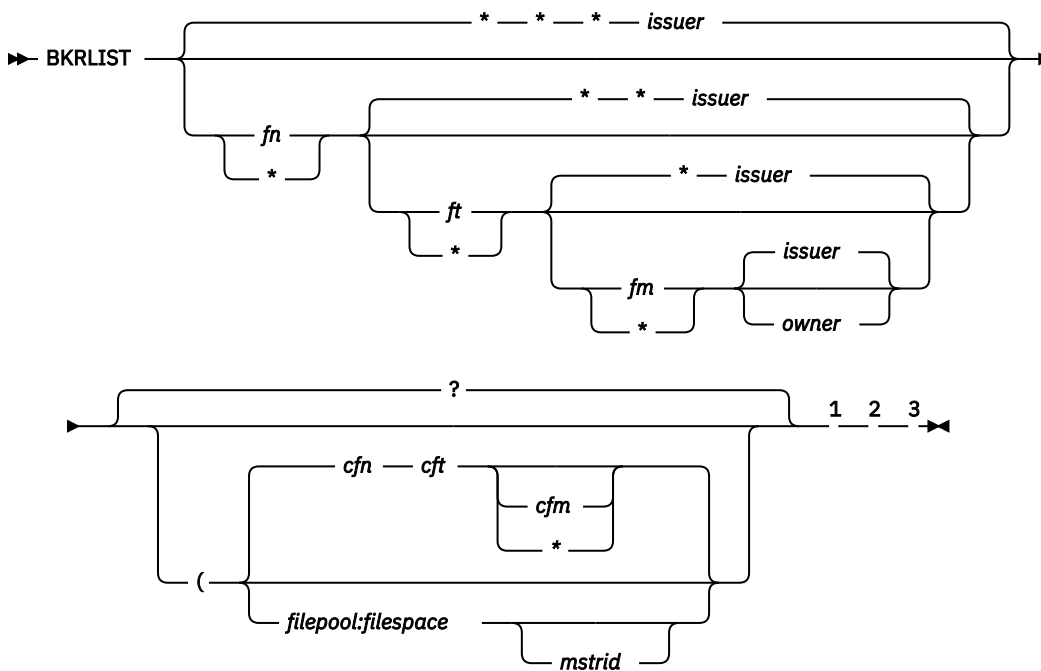 * * * issuer
BKRLIST
* * issuer
fn
*
* issuer
ft
*
issuer
fm
*
owner
?
1 2 3
cfn cft
cfm
*
(
filepool:filespace
mstrid